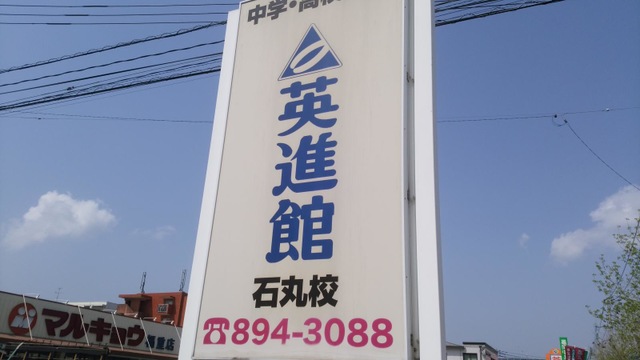 中学・高校
英進館
石丸校
☎894-3088
マルキョウ